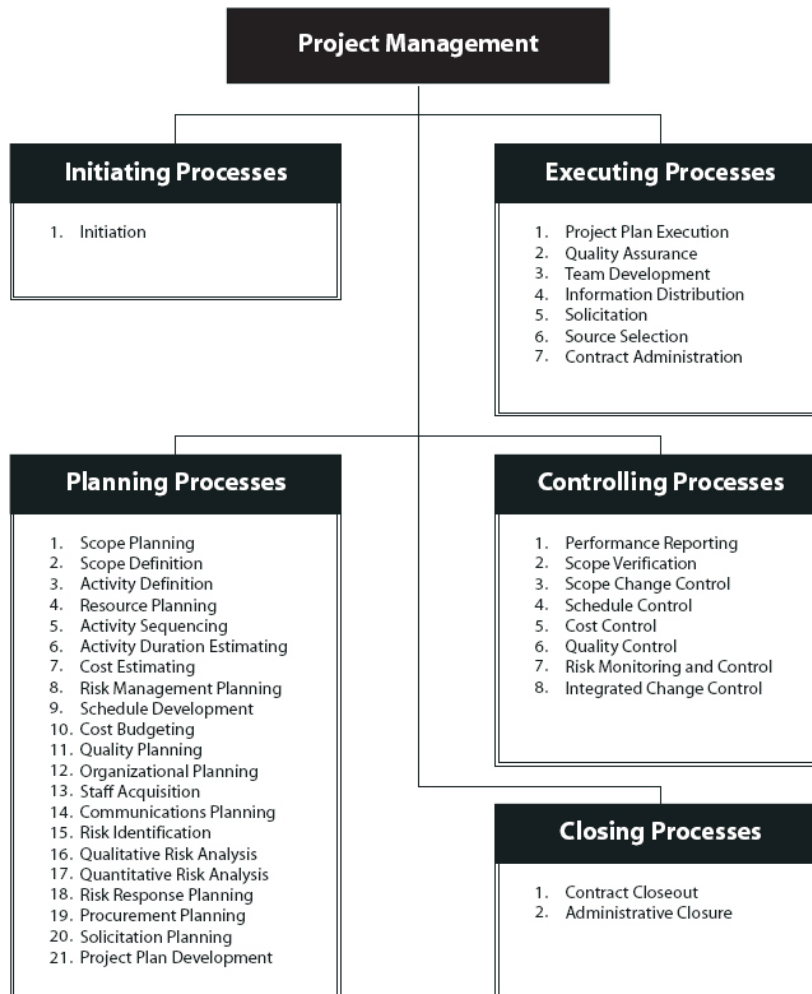 Project Management
Initiating Processes
1. Initiation
Executing Processes
1. Project Plan Execution
2. Quality Assurance
3. Team Development
4. Information Distribution
5. Solicitation
6. Source Selection
7. Contract Administration
Planning Processes
1. Scope Planning
2. Scope Definition
3. Activity Definition
4. Resource Planning
5. Activity Sequencing
6. Activity Duration Estimating
7. Cost Estimating
8. Risk Management Planning
9. Schedule Development
10. Cost Budgeting
11. Quality Planning
12. Organizational Planning
13. Staff Acquisition
14. Communications Planning
15. Risk Identification
16. Qualitative Risk Analysis
17. Quantitative Risk Analysis
18. Risk Response Planning
19. Procurement Planning
20. Solicitation Planning
21. Project Plan Development
Controlling Processes
1. Performance Reporting
2. Scope Verification
3. Scope Change Control
4. Schedule Control
5. Cost Control
6. Quality Control
7. Risk Monitoring and Control
8. Integrated Change Control
Closing Processes
1. Contract Closeout
2. Administrative Closure